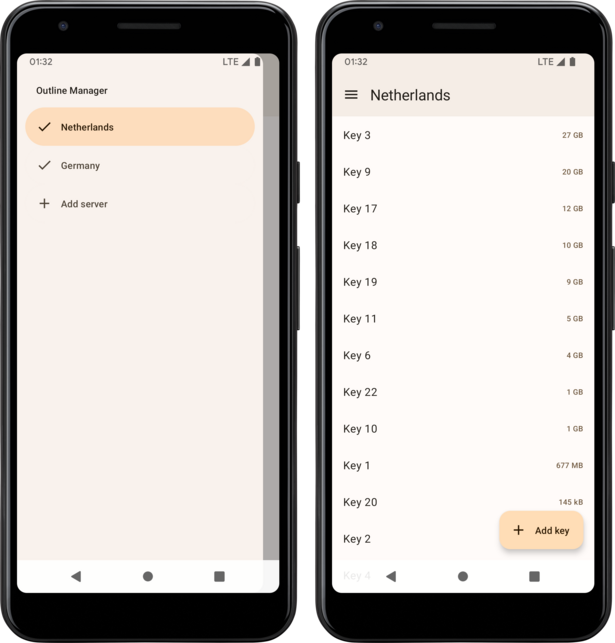 01:32 LTE
Outline Manager
Netherlands
Germany
Add server
01:32 LTE
Netherlands
Key 3 27 GB
Key 9 20 GB
Key 17 12 GB
Key 18 10 GB
Key 19 9 GB
Key 11 5 GB
Key 6 4 GB
Key 22 1 GB
Key 10 1 GB
Key 1 677 MB
Key 20 145 kB
Key 2
Add key
Key 4